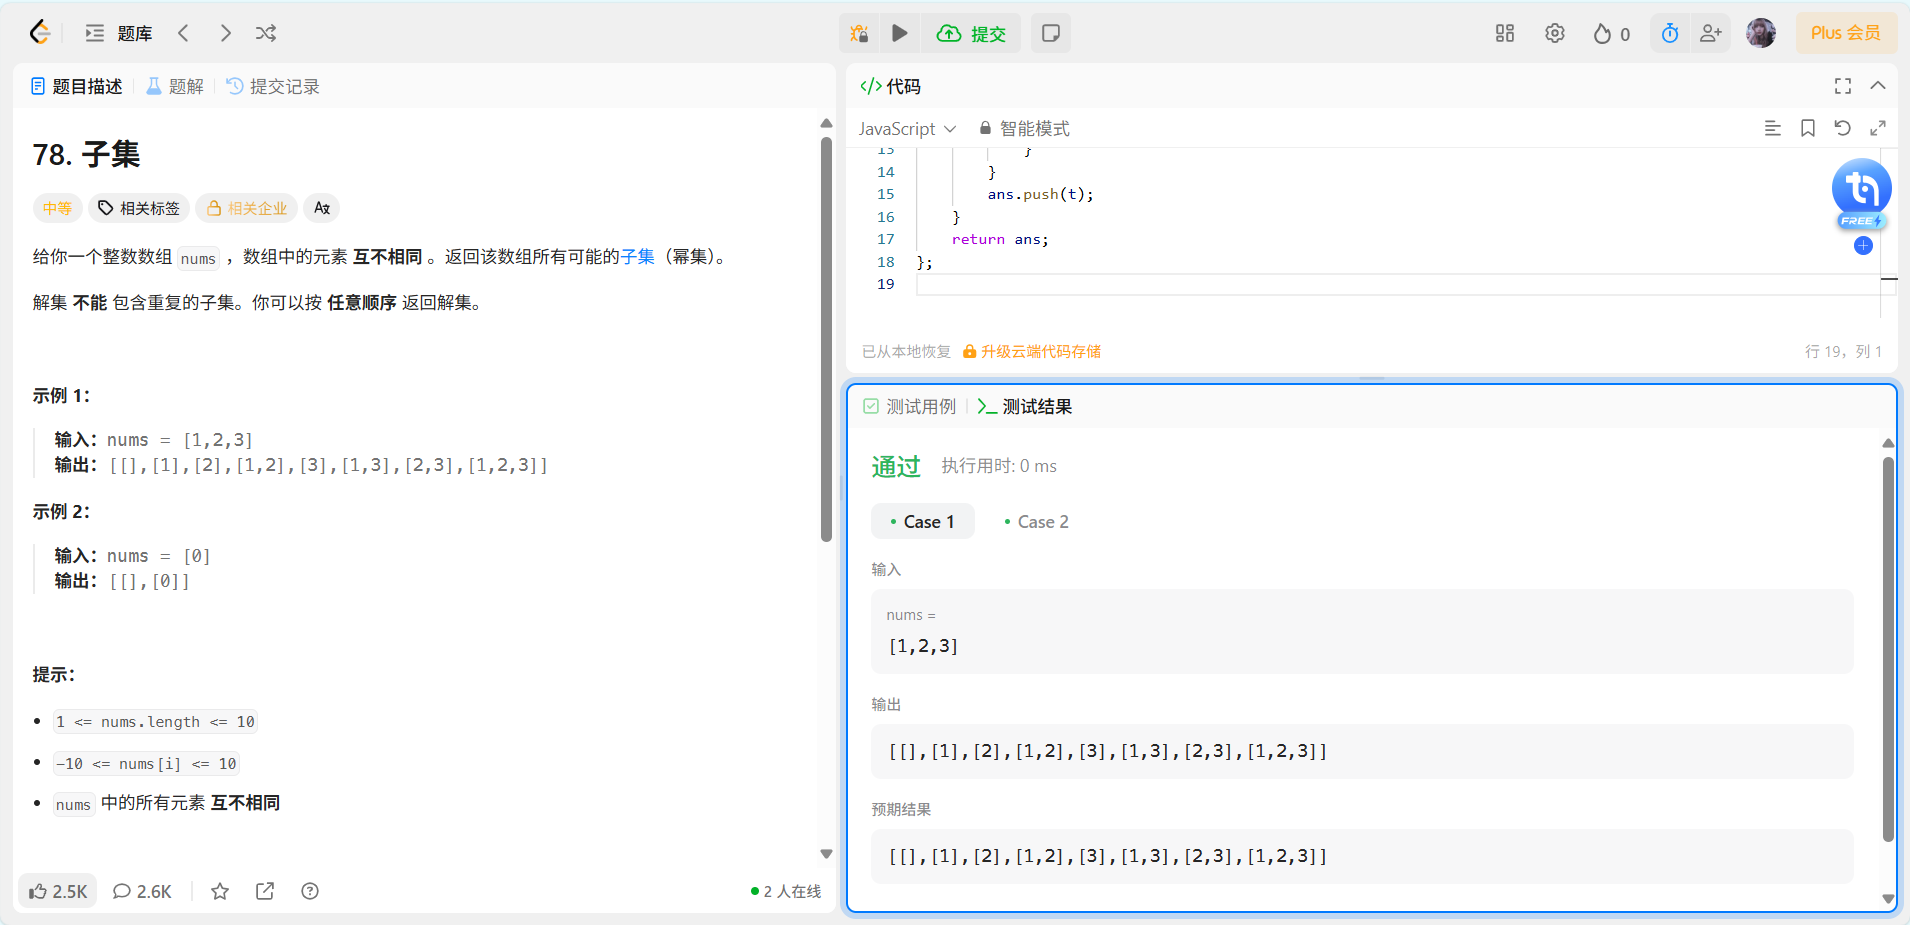 题库
提交
0
Plus 会员
题目描述
题解
提交记录
78. 子集
中等
相关标签
相关企业
给你一个整数数组 nums ，数组中的元素 互不相同 。返回该数组所有可能的子集（幂集）。
解集 不能 包含重复的子集。你可以按 任意顺序 返回解集。
示例 1：
输入：nums = [1,2,3]
输出：[[],[1],[2],[1,2],[3],[1,3],[2,3],[1,2,3]]
示例 2：
输入：nums = [0]
输出：[[],[0]]
提示：
1 <= nums.length <= 10
-10 <= nums[i] <= 10
nums 中的所有元素 互不相同
2.5K
2.6K
2 人在线
代码
JavaScript
智能模式
13 }
14 }
15 ans.push(t);
16 }
17 return ans;
18 };
19
FREE
已从本地恢复
升级云端代码存储
行 19，列 1
测试用例
测试结果
通过
执行用时: 0 ms
Case 1
Case 2
输入
nums =
[1,2,3]
输出
[[],[1],[2],[1,2],[3],[1,3],[2,3],[1,2,3]]
预期结果
[[],[1],[2],[1,2],[3],[1,3],[2,3],[1,2,3]]